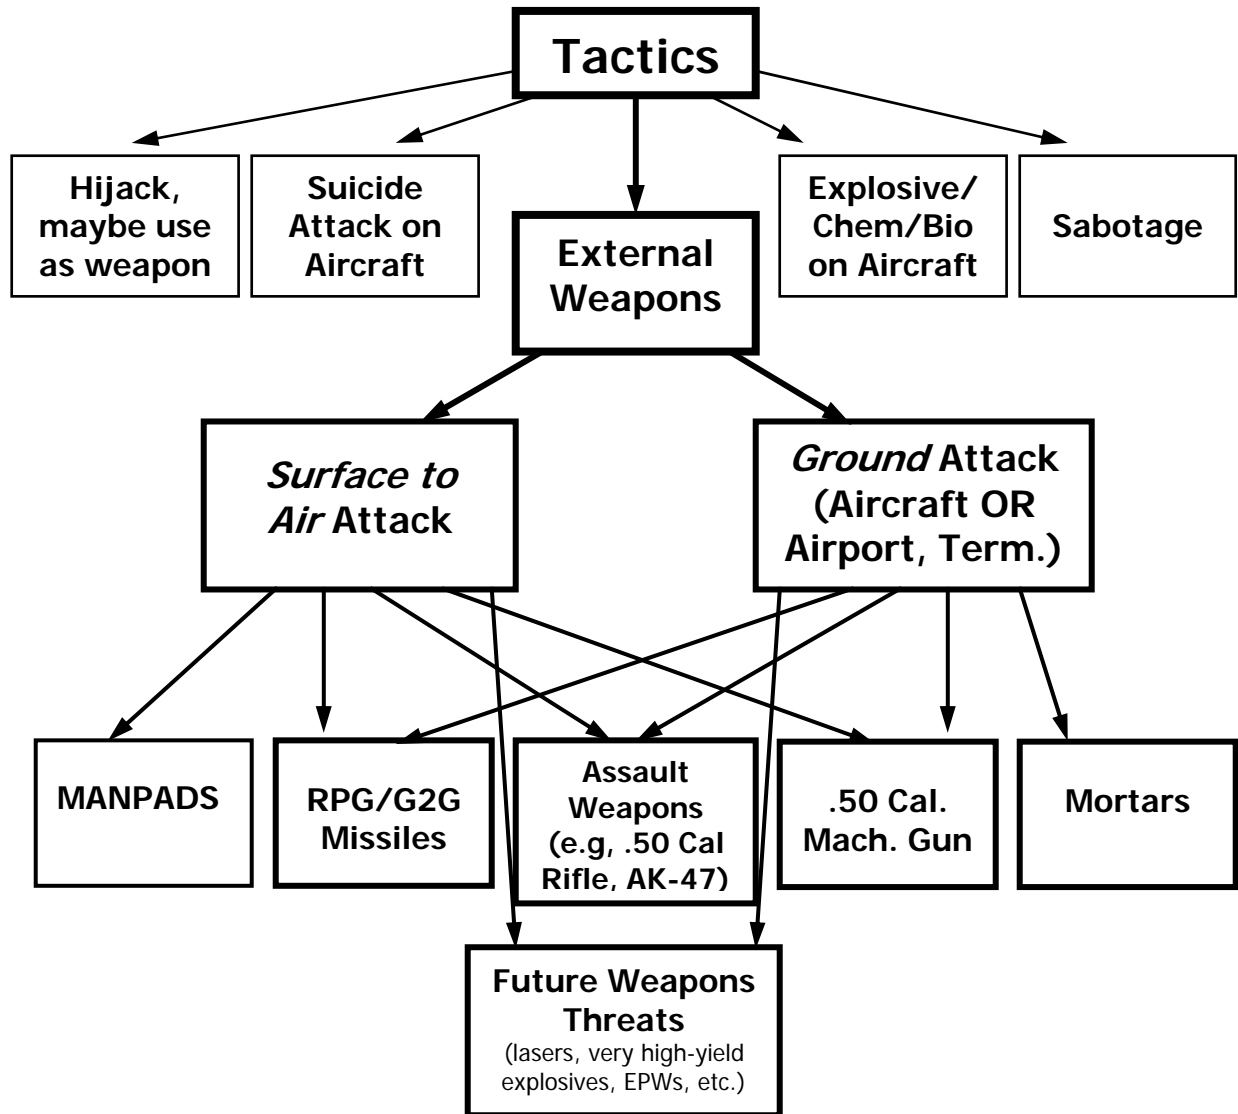 Tactics
Hijack,
maybe use
as weapon
Suicide
Attack on
Aircraft
External
Weapons
Explosive/
Chem/Bio
on Aircraft
Sabotage
Surface to
Air Attack
Ground Attack
(Aircraft OR
Airport, Term.)
MANPADS
RPG/G2G
Missiles
Assault
Weapons
(e.g, .50 Cal
Rifle, AK-47)
.50 Cal.
Mach. Gun
Mortars
Future Weapons
Threats
(lasers, very high-yield
explosives, EPWs, etc.)